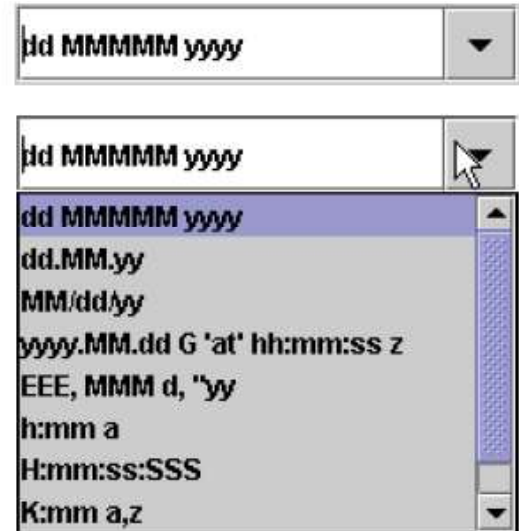 dd MMMMM yyyy
dd MMMMM yyyy
dd MMMMM yyyy
dd.MM.yy
MM/dd/yy
yyyy.MM.dd G 'at' hh:mm:ss z
EEE, MMM d, ''yy
h:mm a
H:mm:ss:SSS
K:mm a,z